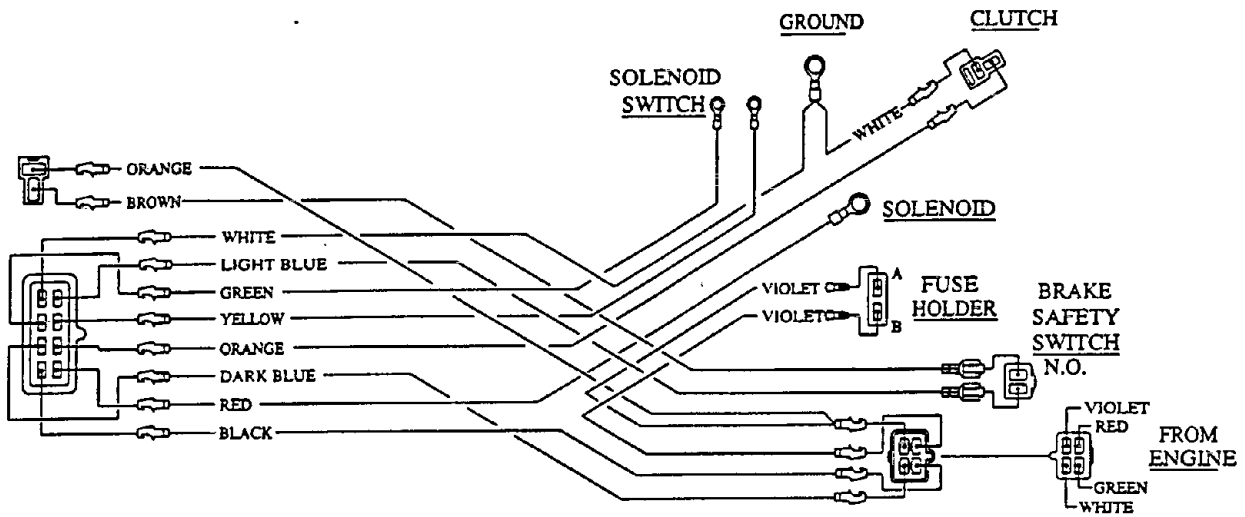 GROUND
CLUTCH
SOLENOID
SWITCH
WHITE
ORANGE
BROWN
WHITE
LIGHT BLUE
GREEN
YELLOW
ORANGE
DARK BLUE
RED
BLACK
SOLENOID
VIOLET
VIOLET
A
B
FUSE
HOLDER
BRAKE
SAFETY
SWITCH
N.O.
VIOLET
RED
GREEN
WHITE
FROM
ENGINE